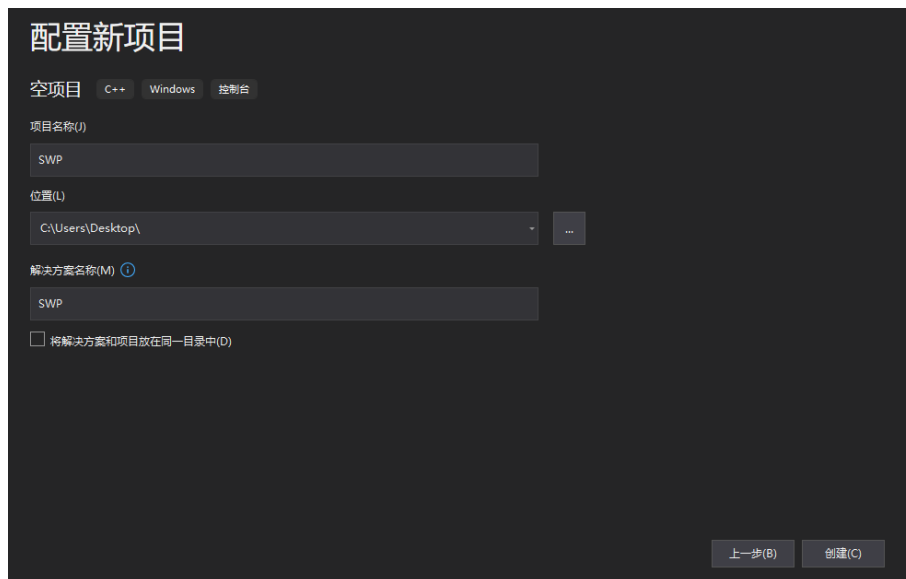 配置新项目
空项目 C++ Windows 控制台
项目名称(J)
SWP
位置(L)
C:\Users\Desktop\ ...
解决方案名称(M)
SWP
将解决方案和项目放在同一目录中(D)
上一步(B) 创建(C)